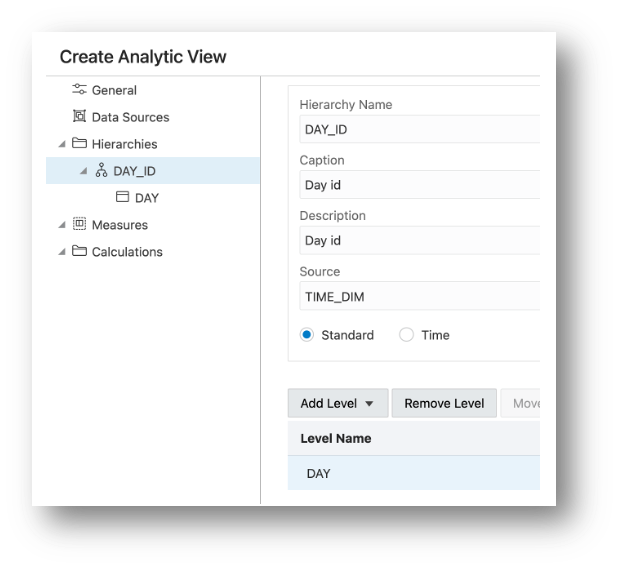 Create Analytic View
General
Data Sources
Hierarchies
DAY_ID
DAY
Measures
Calculations
Hierarchy Name
DAY_ID
Caption
Day id
Description
Day id
Source
TIME_DIM
Standard Time
Add Level Remove Level Move
Level Name
DAY